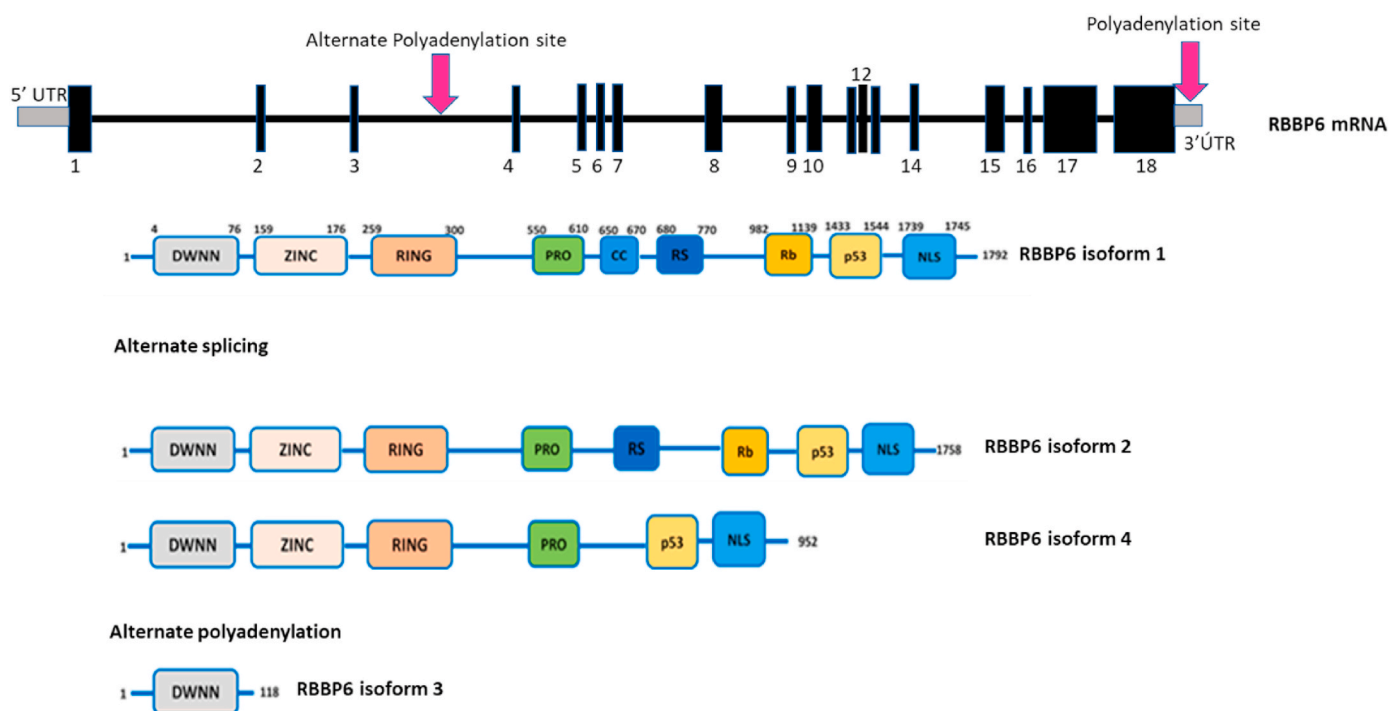 Alternate Polyadenylation site
Polyadenylation site
5' UTR
12
RBBP6 mRNA
3'ÚTR
1 2 3 4 5 6 7 8 9 10 14 15 16 17 18
4 76 159 176 259 300 550 610 650 670 680 770 982 1139 1433 1544 1739 1745
1 DWNN ZINC RING PRO CC RS Rb p53 NLS 1792 RBBP6 isoform 1
Alternate splicing
1 DWNN ZINC RING PRO RS Rb p53 NLS 1758 RBBP6 isoform 2
1 DWNN ZINC RING PRO p53 NLS 952 RBBP6 isoform 4
Alternate polyadenylation
1 DWNN 118 RBBP6 isoform 3